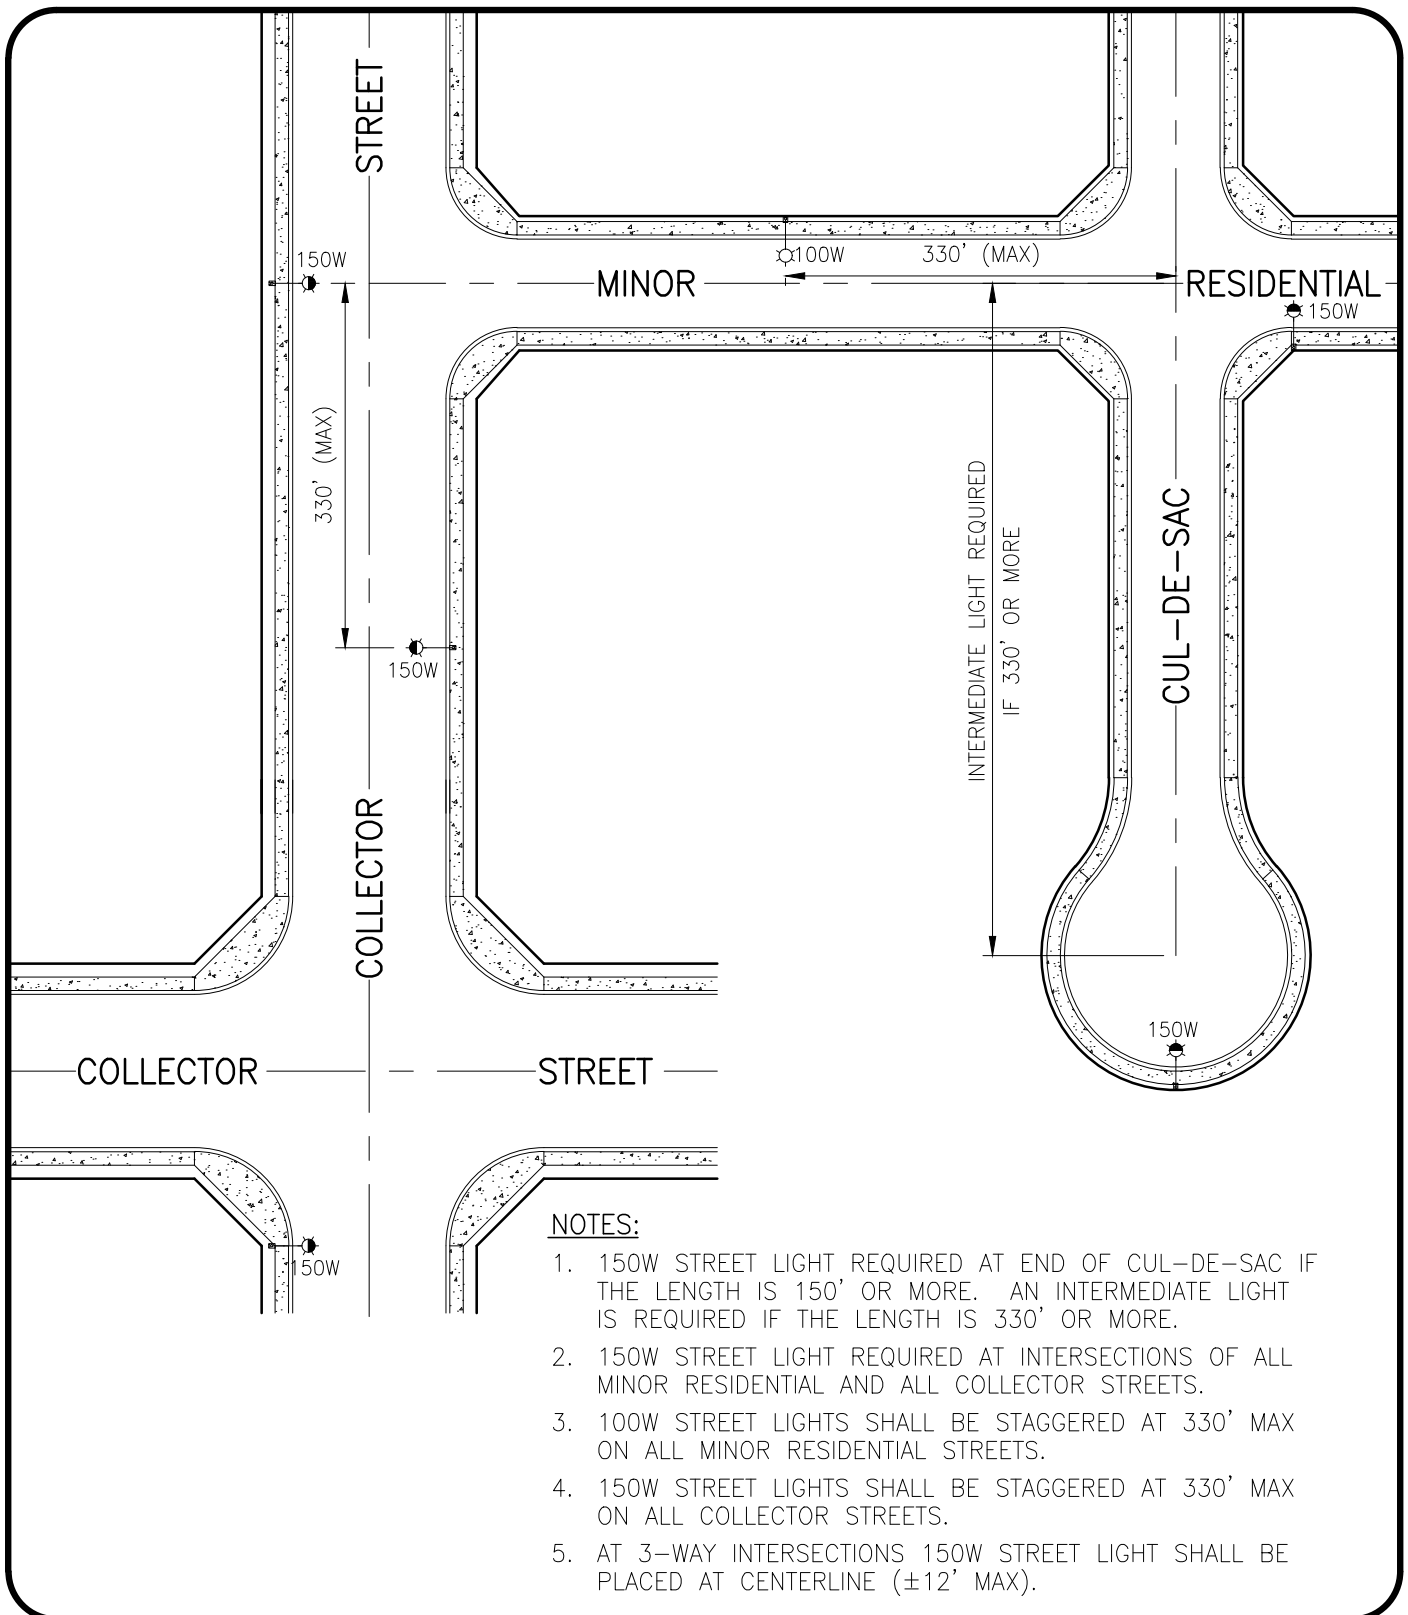 STREET
150W
100W
330' (MAX)
MINOR
RESIDENTIAL
150W
330' (MAX)
150W
INTERMEDIATE LIGHT REQUIRED
IF 330' OR MORE
CUL-DE-SAC
COLLECTOR
150W
COLLECTOR
STREET
150W
NOTES:
1. 150W STREET LIGHT REQUIRED AT END OF CUL-DE-SAC IF
THE LENGTH IS 150' OR MORE. AN INTERMEDIATE LIGHT
IS REQUIRED IF THE LENGTH IS 330' OR MORE.
2. 150W STREET LIGHT REQUIRED AT INTERSECTIONS OF ALL
MINOR RESIDENTIAL AND ALL COLLECTOR STREETS.
3. 100W STREET LIGHTS SHALL BE STAGGERED AT 330' MAX
ON ALL MINOR RESIDENTIAL STREETS.
4. 150W STREET LIGHTS SHALL BE STAGGERED AT 330' MAX
ON ALL COLLECTOR STREETS.
5. AT 3-WAY INTERSECTIONS 150W STREET LIGHT SHALL BE
PLACED AT CENTERLINE (±12' MAX).